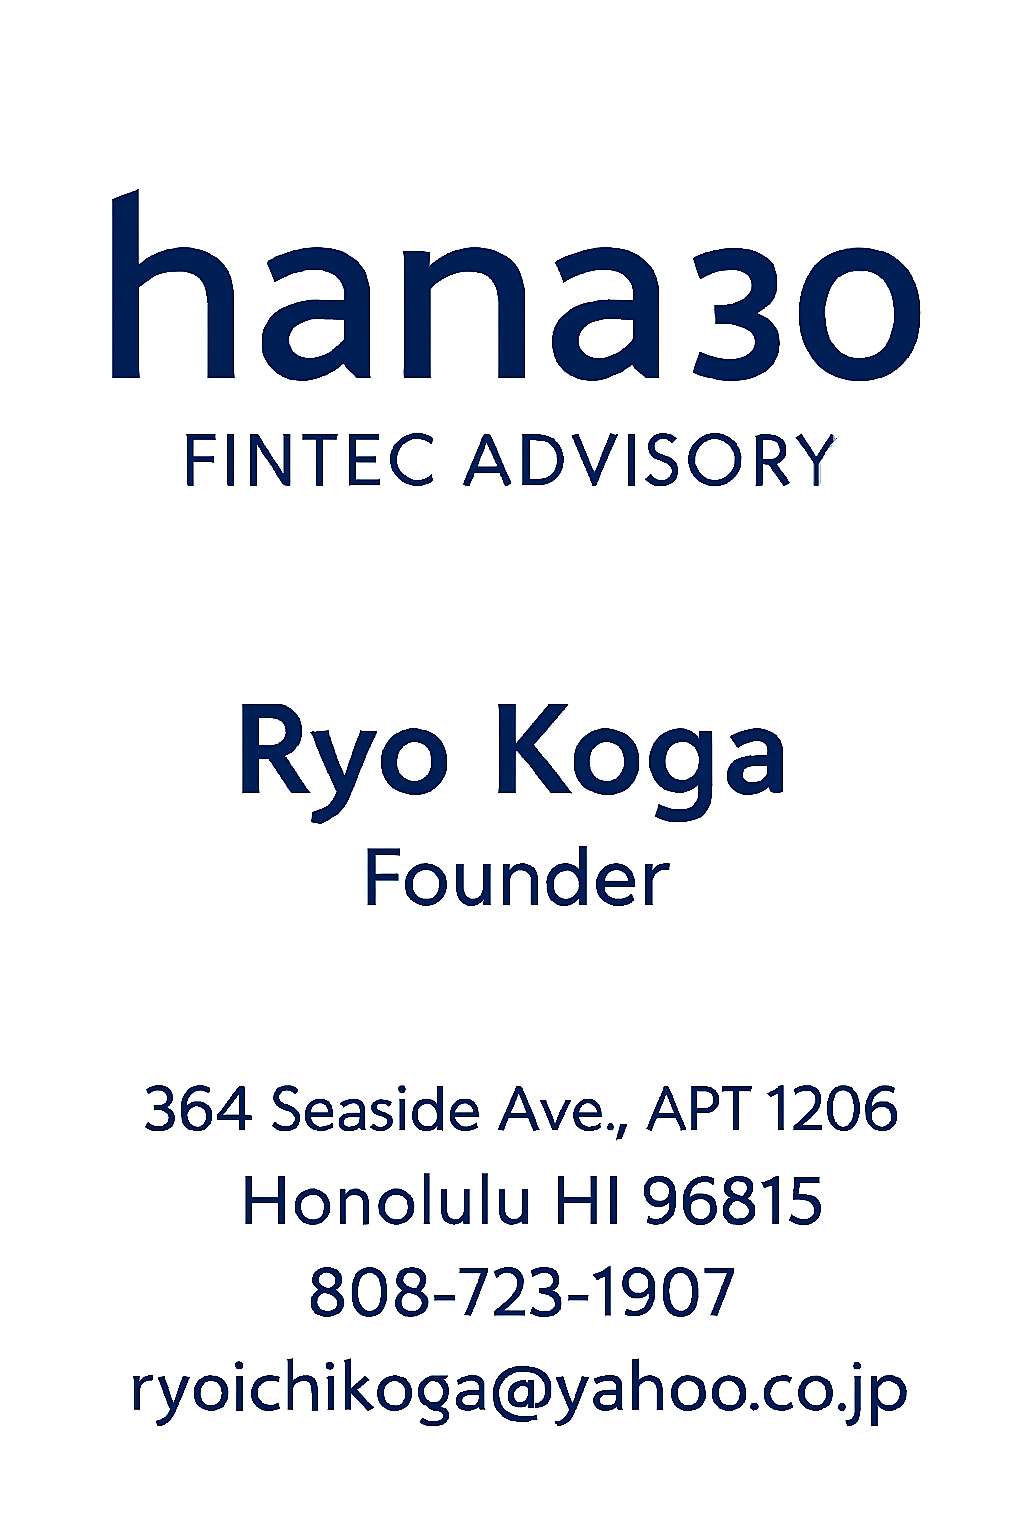 hana30
FINTEC ADVISORY
Ryo Koga
Founder
364 Seaside Ave., APT 1206
Honolulu HI 96815
808-723-1907
ryoichikoga@yahoo.co.jp